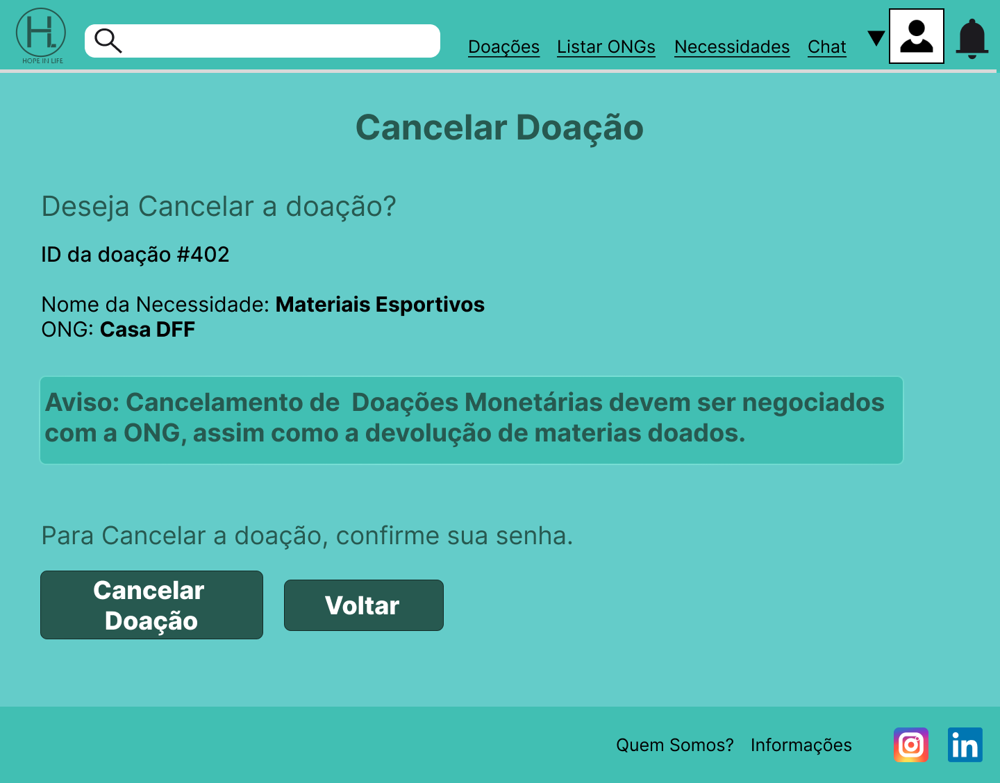 H.
HOPE IN LIFE
Doações Listar ONGs Necessidades Chat
Cancelar Doação
Deseja Cancelar a doação?
ID da doação #402
Nome da Necessidade: Materiais Esportivos
ONG: Casa DFF
Aviso: Cancelamento de  Doações Monetárias devem ser negociados
com a ONG, assim como a devolução de materias doados.
Para Cancelar a doação, confirme sua senha.
Cancelar
Doação
Voltar
Quem Somos? Informações
in